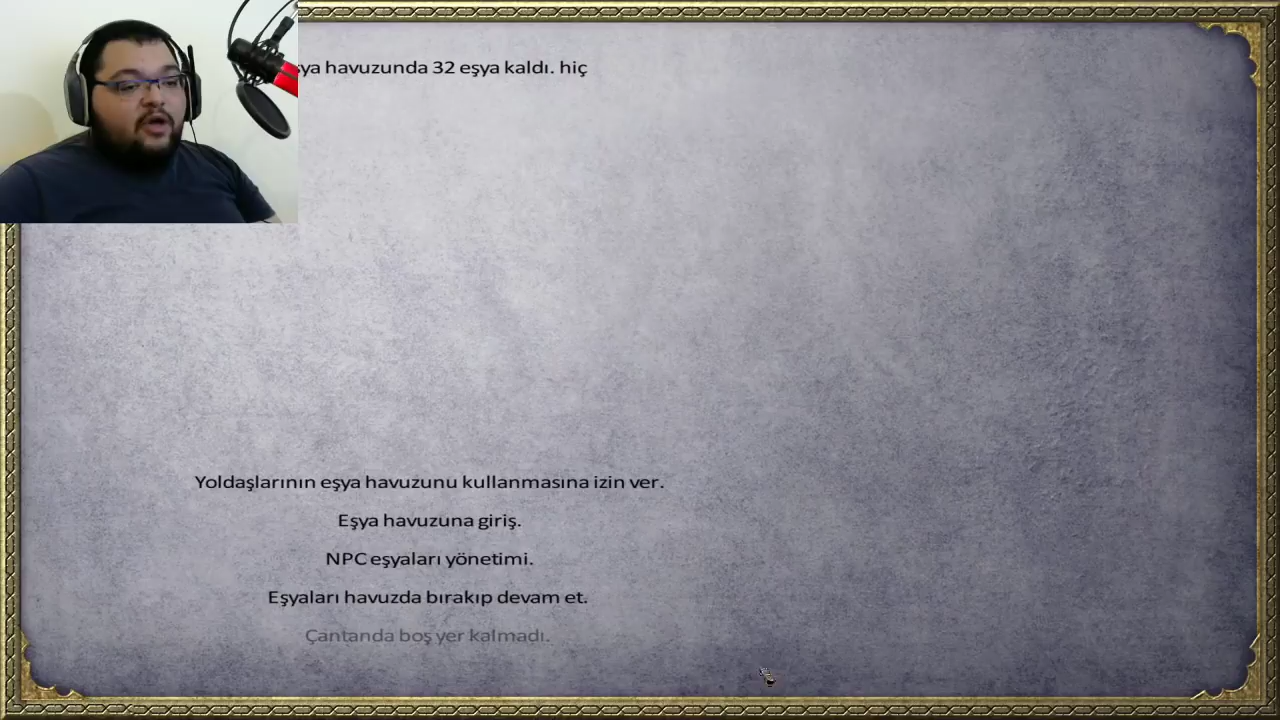 havuzunda 32 eşya kaldı. hiç
Yoldaşlarının eşya havuzunu kullanmasına izin ver.
Eşya havuzuna giriş.
NPC eşyaları yönetimi.
Eşyaları havuzda bırakıp devam et.
Çantanda boş yer kalmadı.